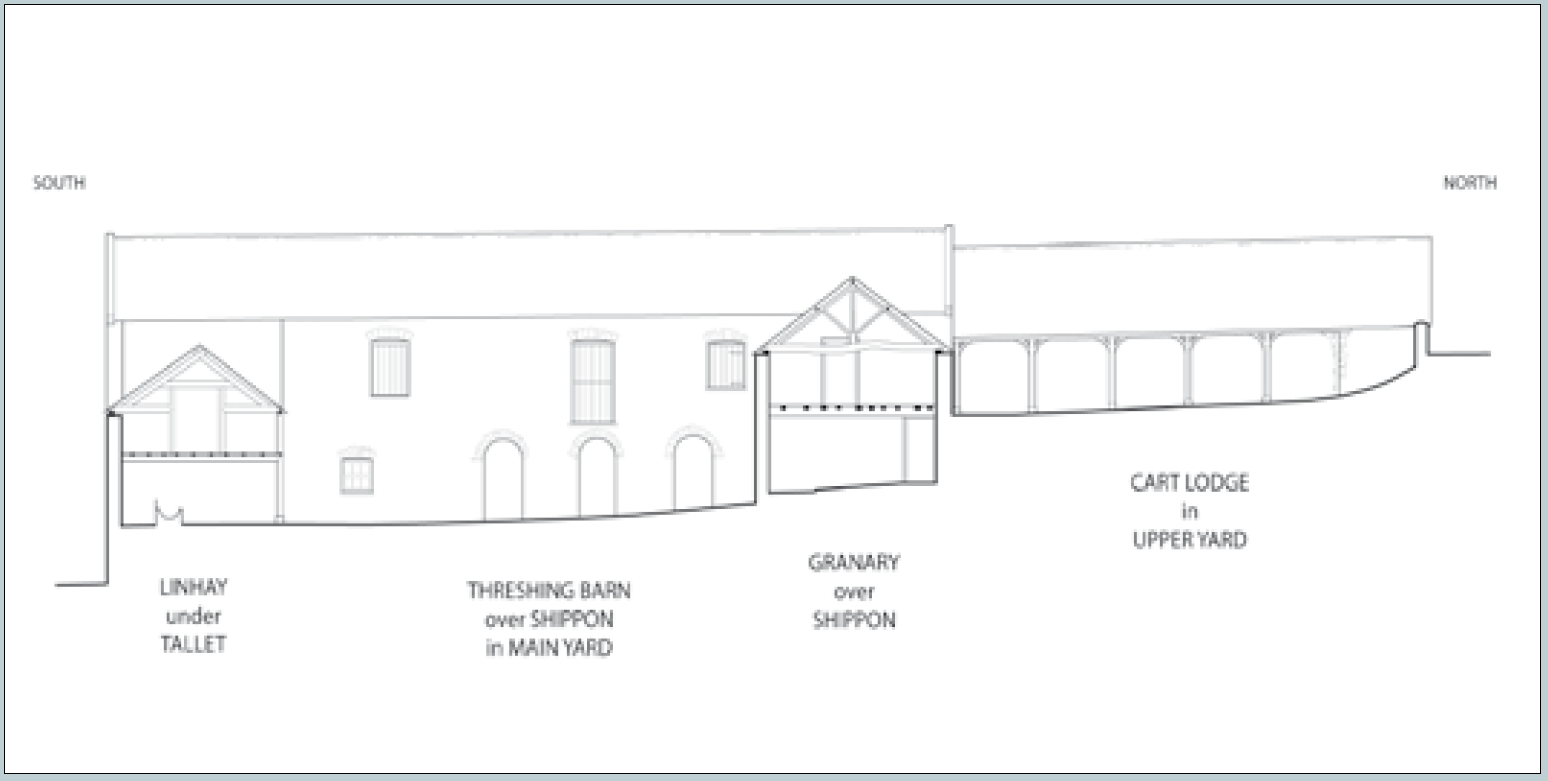 SOUTH
NORTH
LINHAY
under
TALLET
THRESHING BARN
over SHIPPON
in MAIN YARD
GRANARY
over
SHIPPON
CART LODGE
in
UPPER YARD